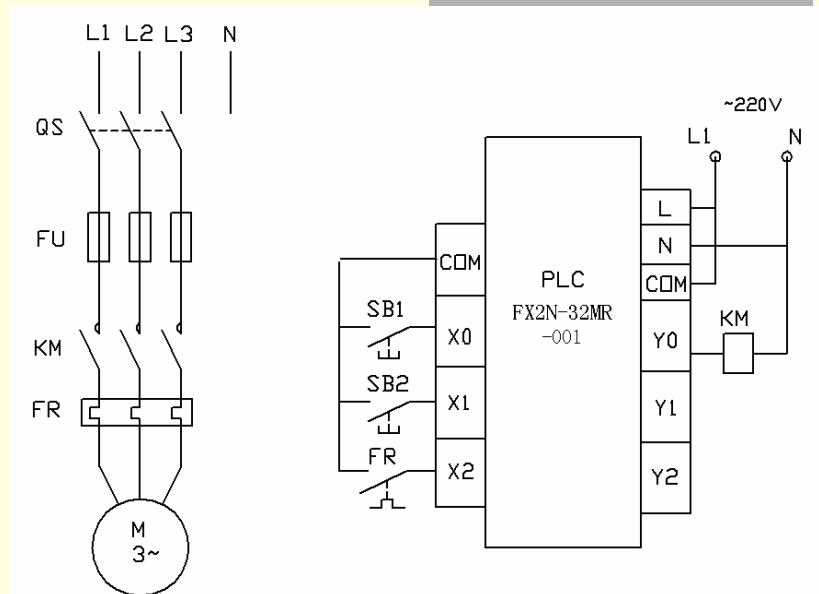 L1 L2 L3 N
QS
FU
KM
FR
M
3~
~220V
L1 N
L
N
COM
COM
PLC
FX2N-32MR
-001
SB1
X0
SB2
X1
FR
X2
KM
Y0
Y1
Y2